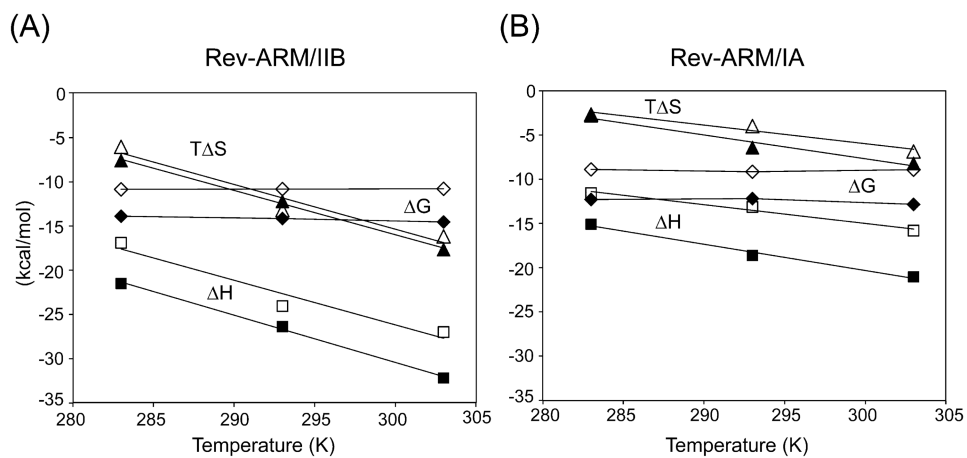 (A)
Rev-ARM/IIB
0
-5
-10
-15
-20
-25
-30
-35
(kcal/mol)
TΔS
ΔG
ΔH
280
285
290
295
300
305
Temperature (K)
(B)
Rev-ARM/IA
0
-5
-10
-15
-20
-25
-30
-35
TΔS
ΔG
ΔH
280
285
290
295
300
305
Temperature (K)